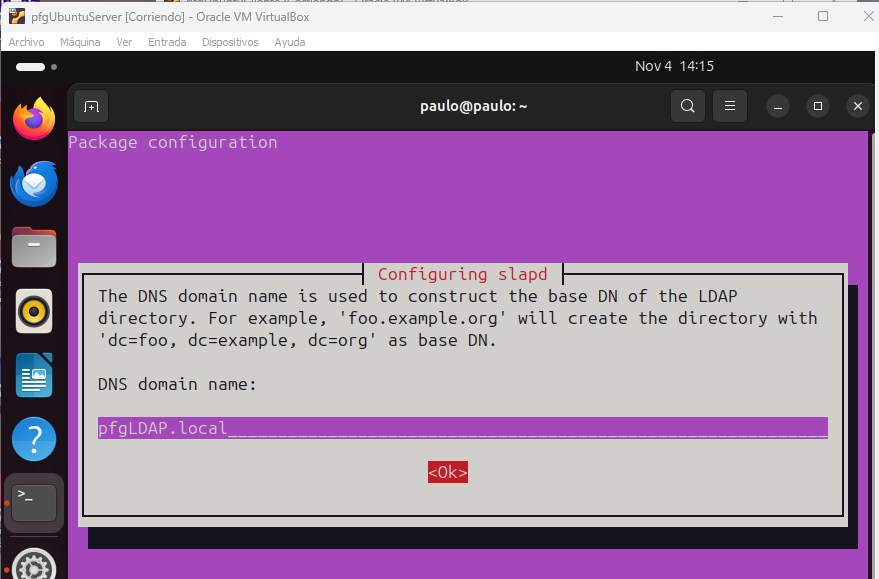 pfgUbuntuServer [Corriendo] - Oracle VM VirtualBox
Archivo Máquina Ver Entrada Dispositivos Ayuda
Nov 4 14:15
paulo@paulo: ~
Package configuration
Configuring slapd
The DNS domain name is used to construct the base DN of the LDAP
directory. For example, 'foo.example.org' will create the directory with
'dc=foo, dc=example, dc=org' as base DN.
DNS domain name:
pfgLDAP.local
<Ok>